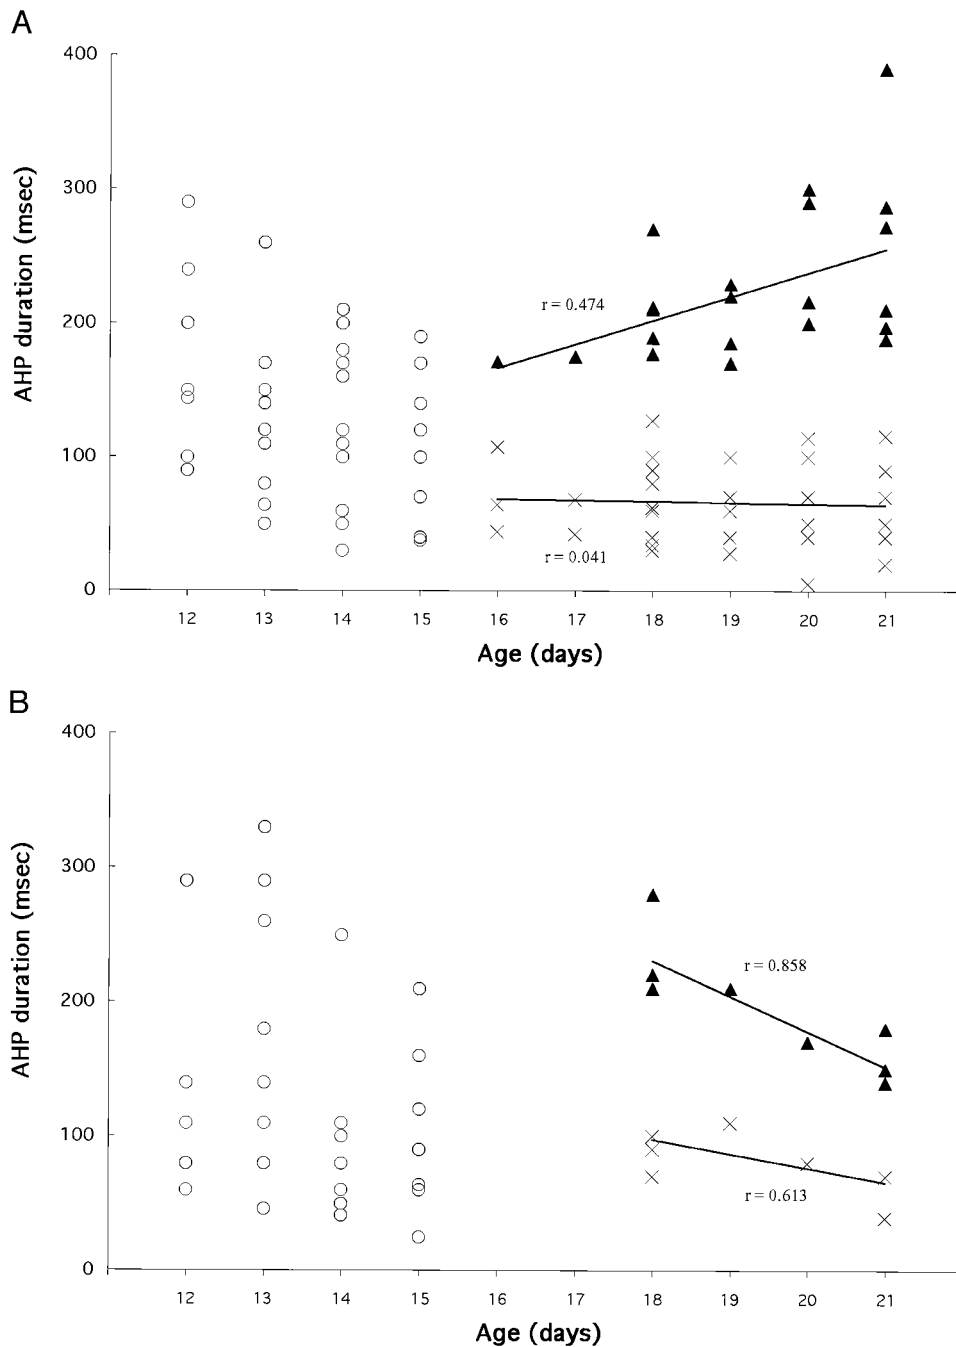 A
400
300
200
100
0
AHP duration (msec)
r = 0.474
r = 0.041
12 13 14 15 16 17 18 19 20 21
Age (days)
B
400
300
200
100
0
AHP duration (msec)
r = 0.858
r = 0.613
12 13 14 15 16 17 18 19 20 21
Age (days)